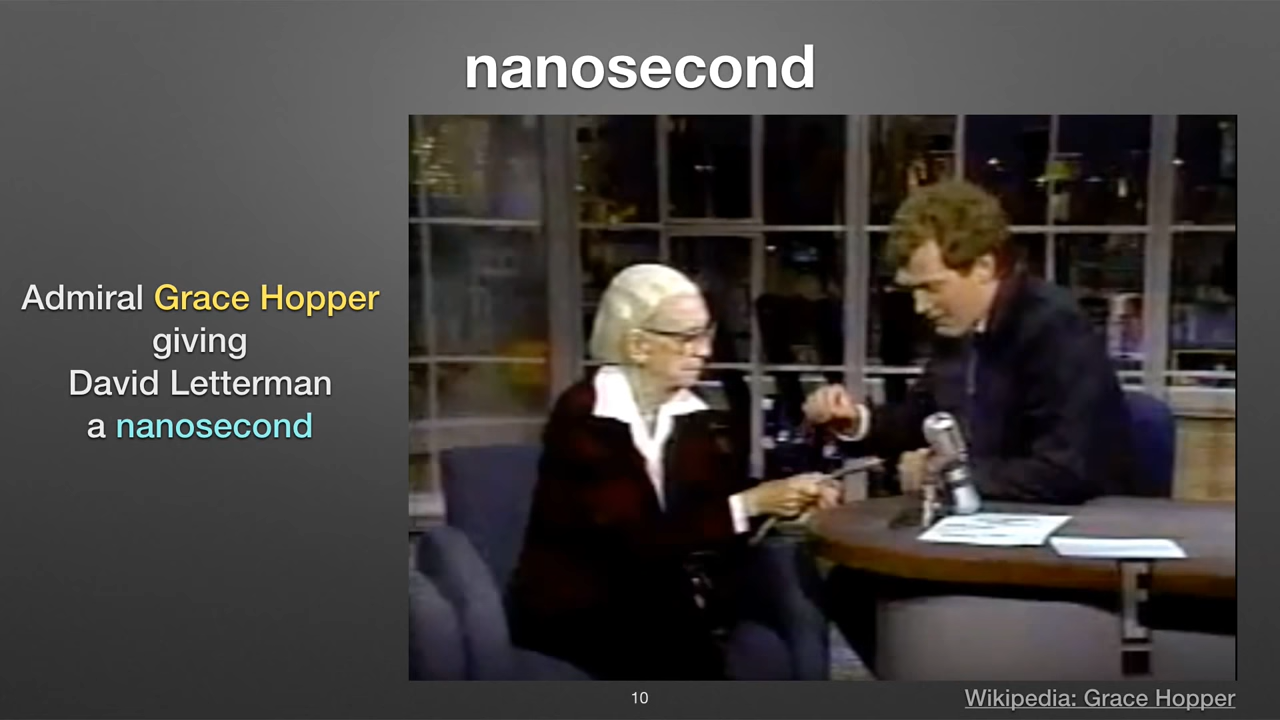 nanosecond
Admiral Grace Hopper
giving
David Letterman
a nanosecond
10
Wikipedia: Grace Hopper